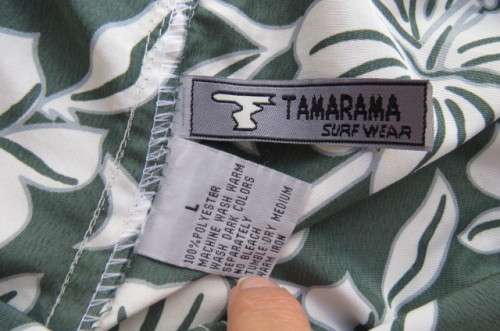 TAMARAMA
SURF WEAR
L
100% POLYESTER
MACHINE WASH WARM
WASH DARK COLORS
SEPARATELY
NO BLEACH
TUMBLE DRY MEDIUM
WARM IRON